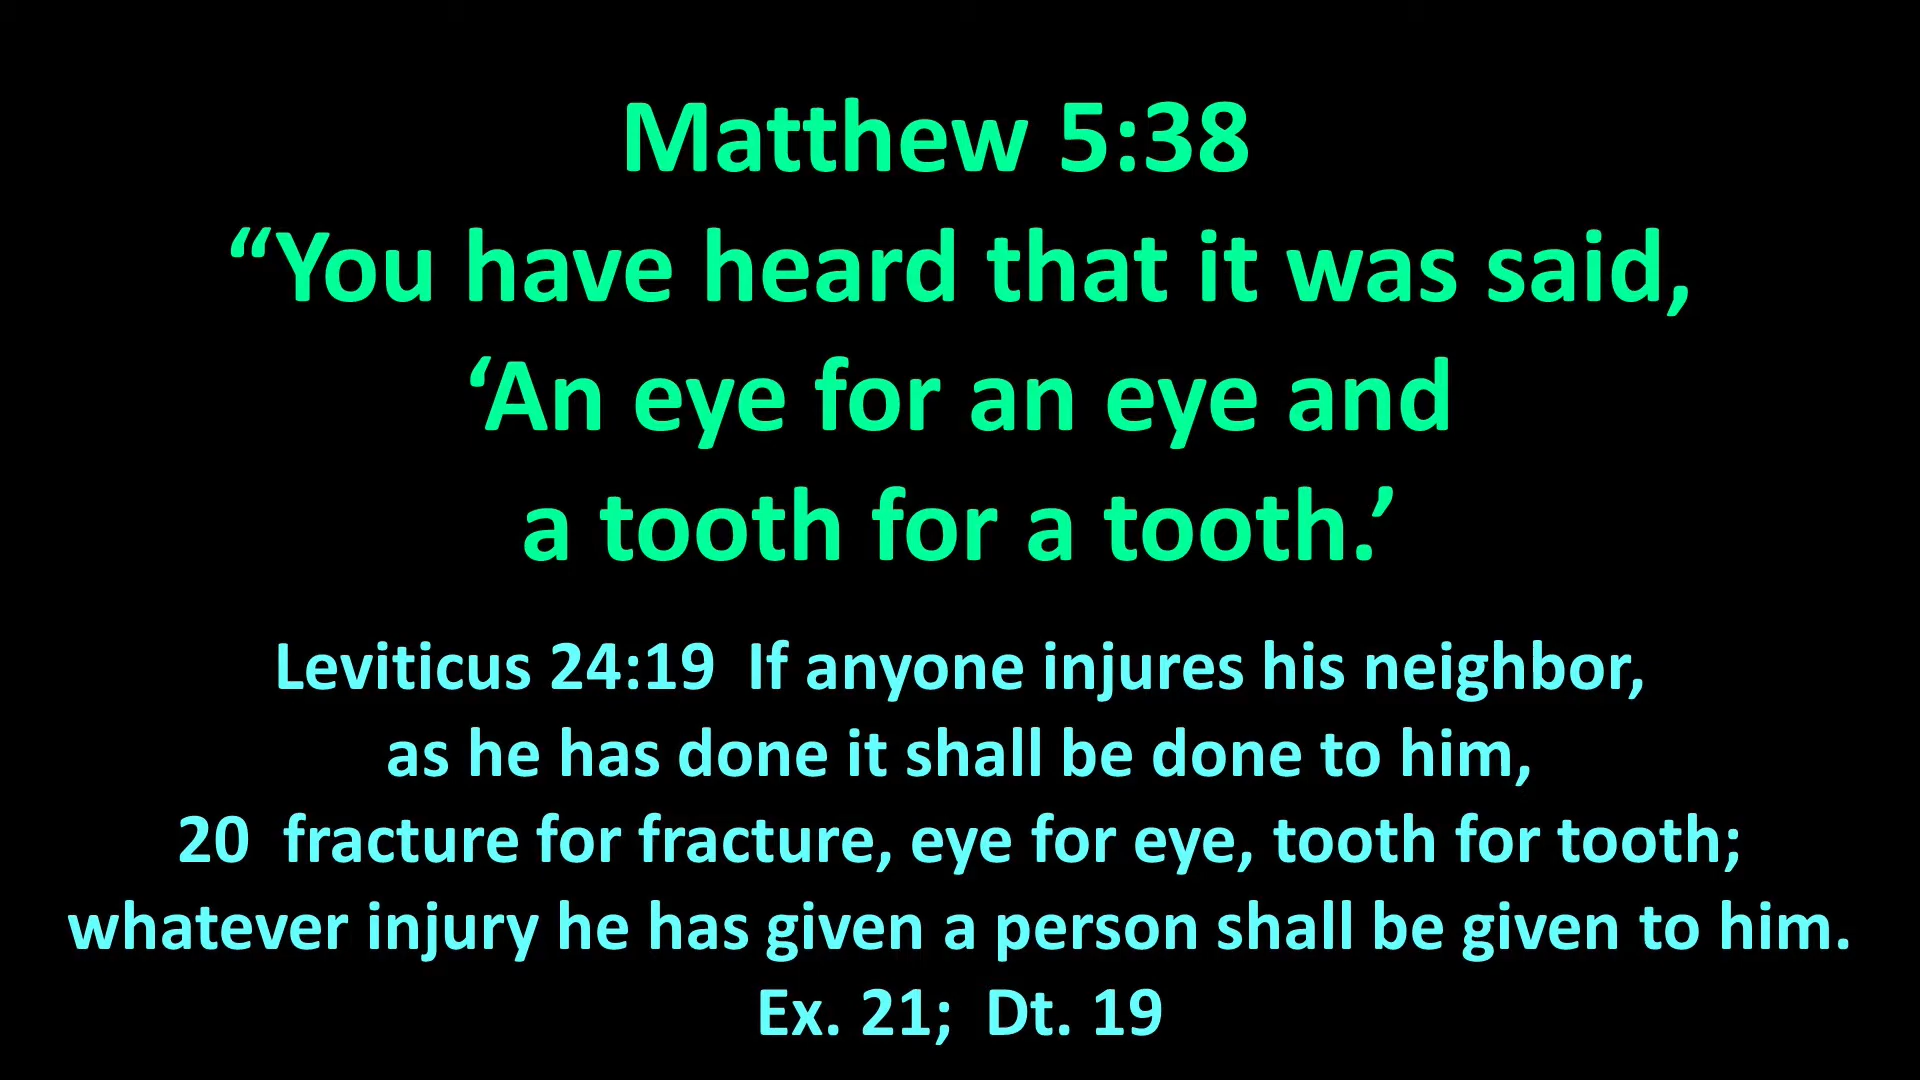 Matthew 5:38
“You have heard that it was said,
‘An eye for an eye and
a tooth for a tooth.’
Leviticus 24:19  If anyone injures his neighbor,
as he has done it shall be done to him,
20  fracture for fracture, eye for eye, tooth for tooth;
whatever injury he has given a person shall be given to him.
Ex. 21;  Dt. 19